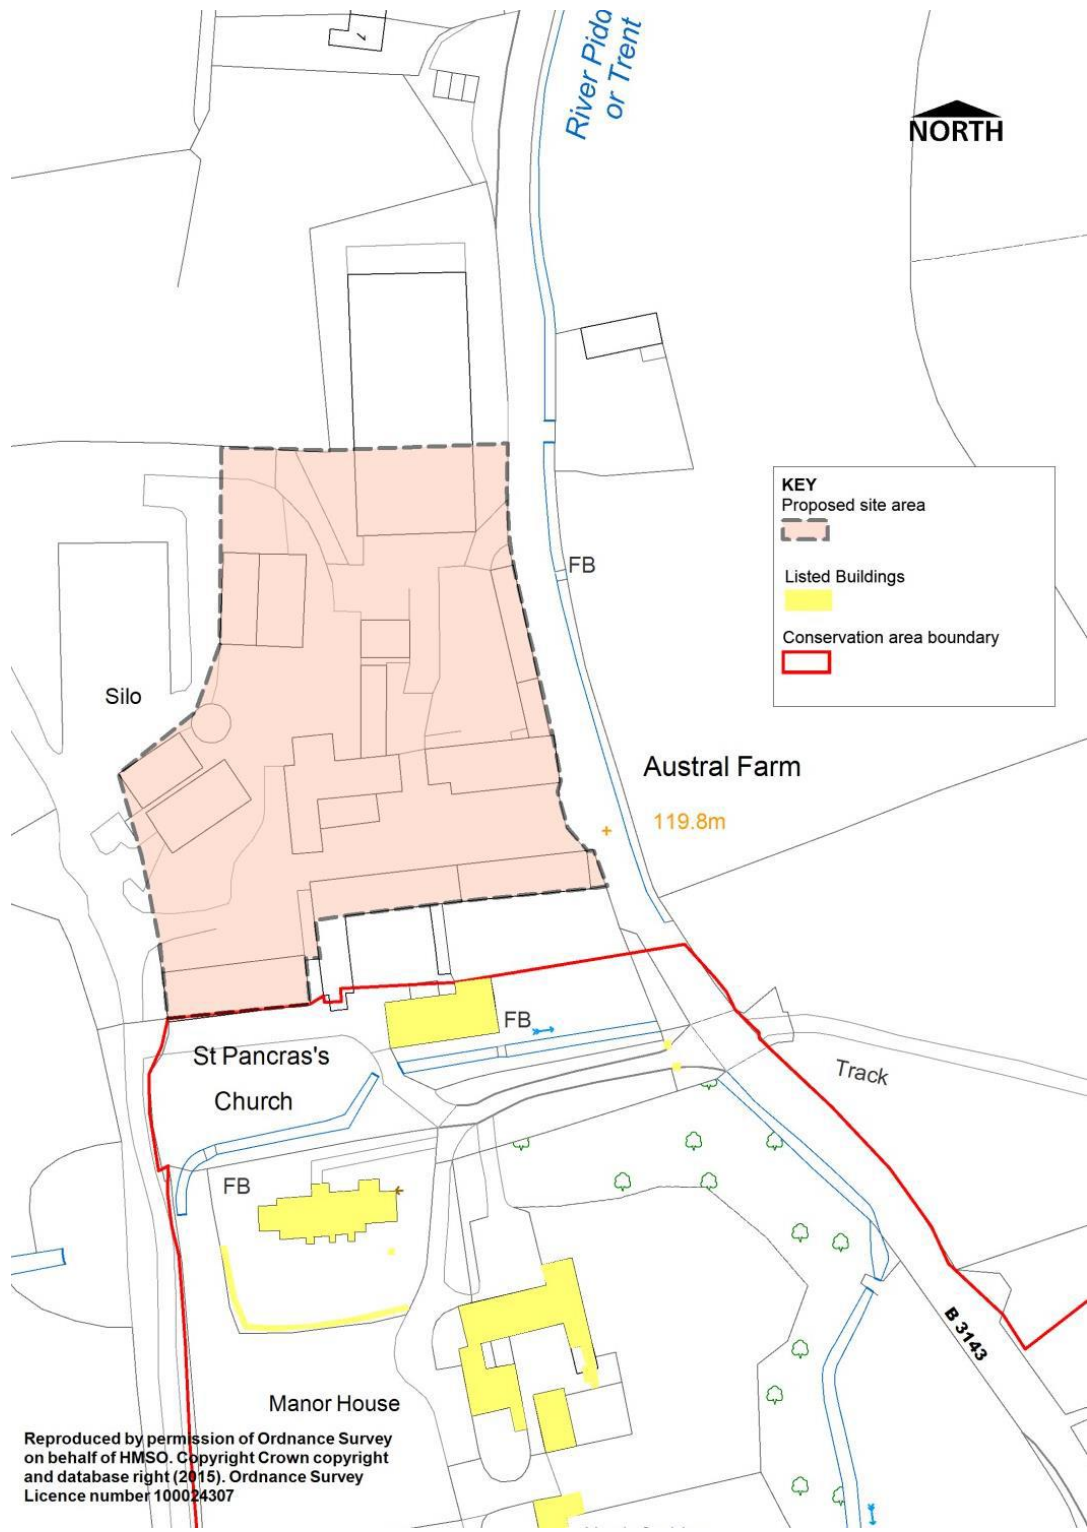 River Pidd
or Trent
NORTH
KEY
Proposed site area
Listed Buildings
Conservation area boundary
FB
Silo
Austral Farm
119.8m
FB
St Pancras's
Church
Track
FB
B 3143
Manor House
Reproduced by permission of Ordnance Survey
on behalf of HMSO. Copyright Crown copyright
and database right (2015). Ordnance Survey
Licence number 100024307